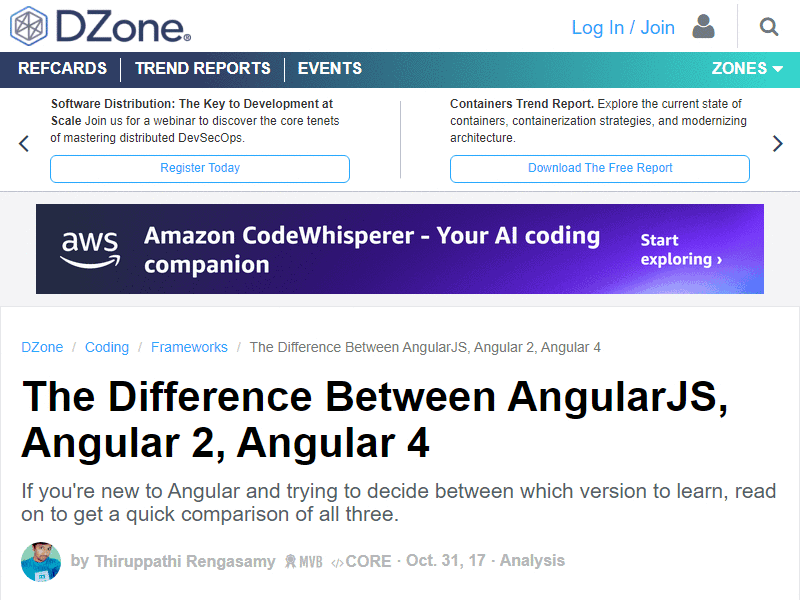 DZone®
Log In / Join
REFCARDS
TREND REPORTS
EVENTS
ZONES
Software Distribution: The Key to Development at
Scale Join us for a webinar to discover the core tenets
of mastering distributed DevSecOps.
Register Today
Containers Trend Report. Explore the current state of
containers, containerization strategies, and modernizing
architecture.
Download The Free Report
aws
Amazon CodeWhisperer - Your AI coding
companion
Start
exploring ›
DZone / Coding / Frameworks / The Difference Between AngularJS, Angular 2, Angular 4
The Difference Between AngularJS,
Angular 2, Angular 4
If you're new to Angular and trying to decide between which version to learn, read
on to get a quick comparison of all three.
by Thiruppathi Rengasamy MVB </> CORE · Oct. 31, 17 · Analysis